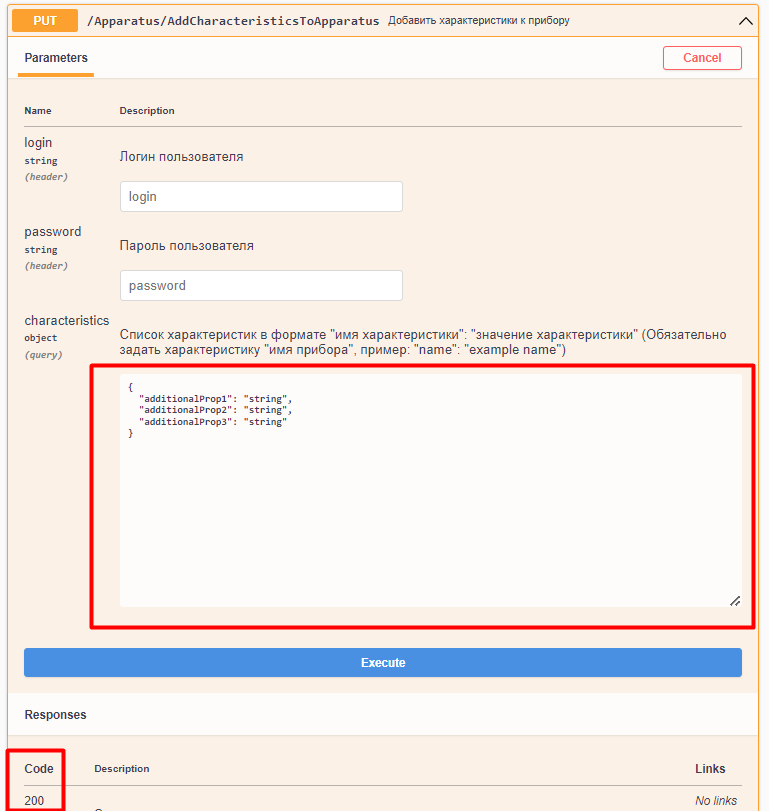 PUT /Apparatus/AddCharacteristicsToApparatus Добавить характеристики к прибору
Parameters
Cancel
Name Description
login
string
(header)
Логин пользователя
login
password
string
(header)
Пароль пользователя
password
characteristics
object
(query)
Список характеристик в формате "имя характеристики": "значение характеристики" (Обязательно
задать характеристику "имя прибора", пример: "name": "example name")
{
"additionalProp1": "string",
"additionalProp2": "string",
"additionalProp3": "string"
}
Execute
Responses
Code Description Links
200 No links